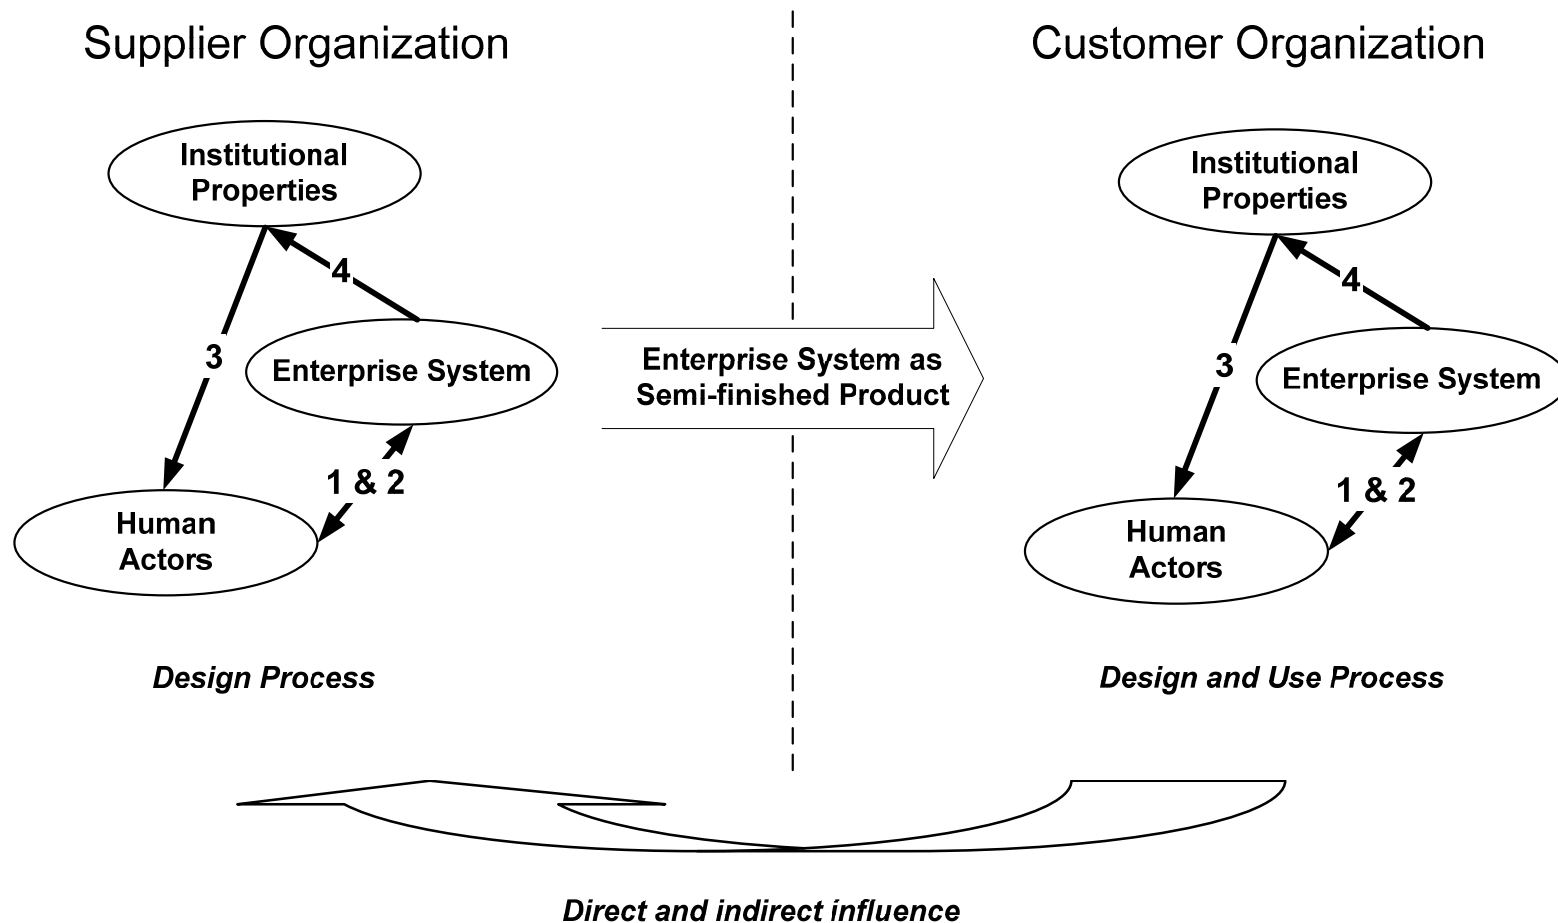 Supplier Organization
Customer Organization
Institutional
Properties
4
3
Enterprise System
1 & 2
Human
Actors
Design Process
Enterprise System as
Semi-finished Product
Institutional
Properties
4
3
Enterprise System
1 & 2
Human
Actors
Design and Use Process
Direct and indirect influence